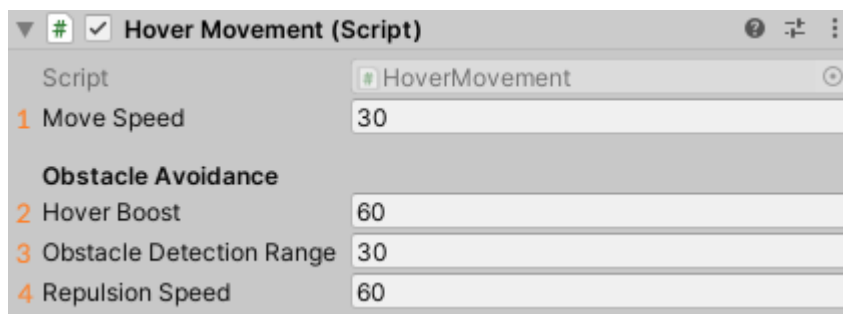 # Hover Movement (Script)
Script # HoverMovement
1 Move Speed 30
Obstacle Avoidance
2 Hover Boost 60
3 Obstacle Detection Range 30
4 Repulsion Speed 60